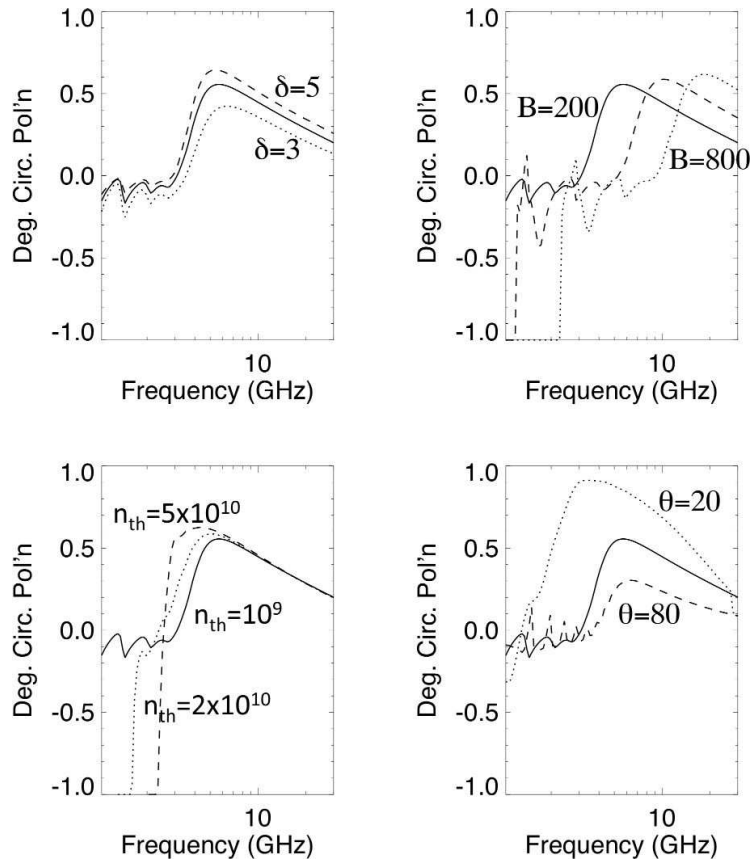 1.0
0.5
0.0
-0.5
-1.0
Deg. Circ. Pol'n
δ=5
δ=3
10
Frequency (GHz)
1.0
0.5
0.0
-0.5
-1.0
Deg. Circ. Pol'n
B=200
B=800
10
Frequency (GHz)
1.0
0.5
0.0
-0.5
-1.0
Deg. Circ. Pol'n
nth=5x10^10
nth=10^9
nth=2x10^10
10
Frequency (GHz)
1.0
0.5
0.0
-0.5
-1.0
Deg. Circ. Pol'n
θ=20
θ=80
10
Frequency (GHz)